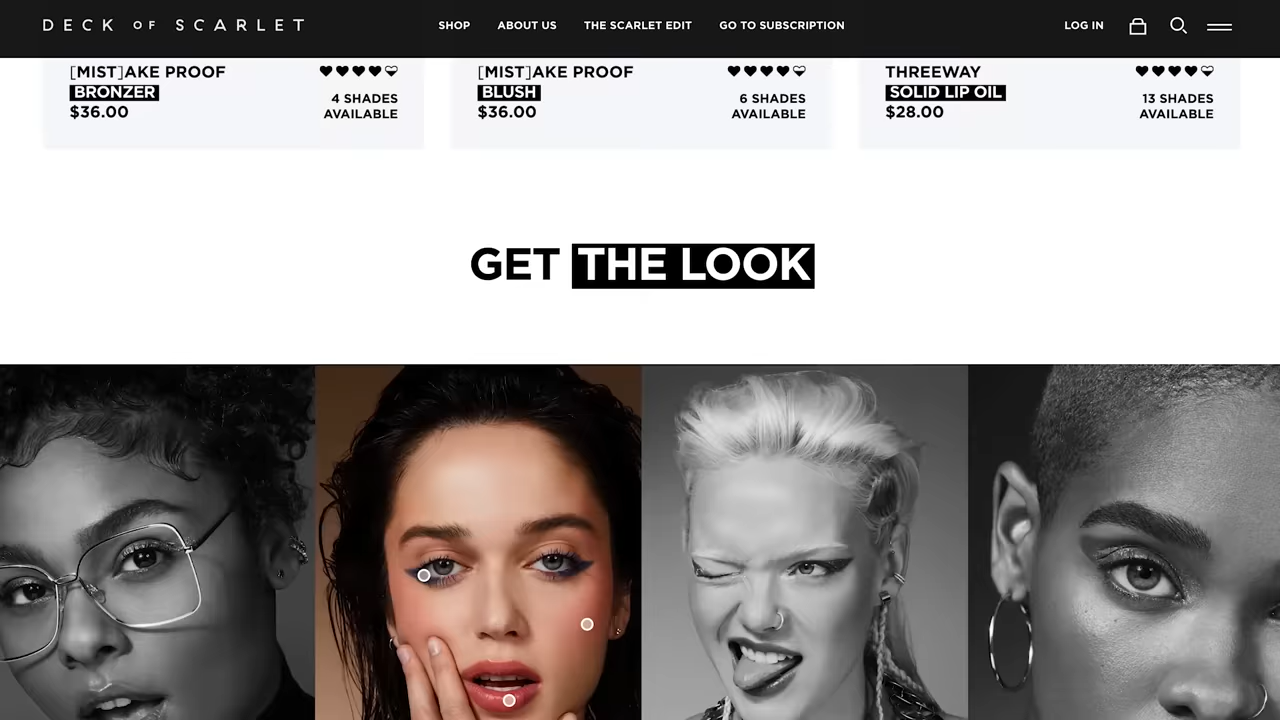 DECK OF SCARLET
SHOP
ABOUT US
THE SCARLET EDIT
GO TO SUBSCRIPTION
LOG IN
[MIST]AKE PROOF
BRONZER
$36.00
4 SHADES
AVAILABLE
[MIST]AKE PROOF
BLUSH
$36.00
6 SHADES
AVAILABLE
THREEWAY
SOLID LIP OIL
$28.00
13 SHADES
AVAILABLE
GET THE LOOK